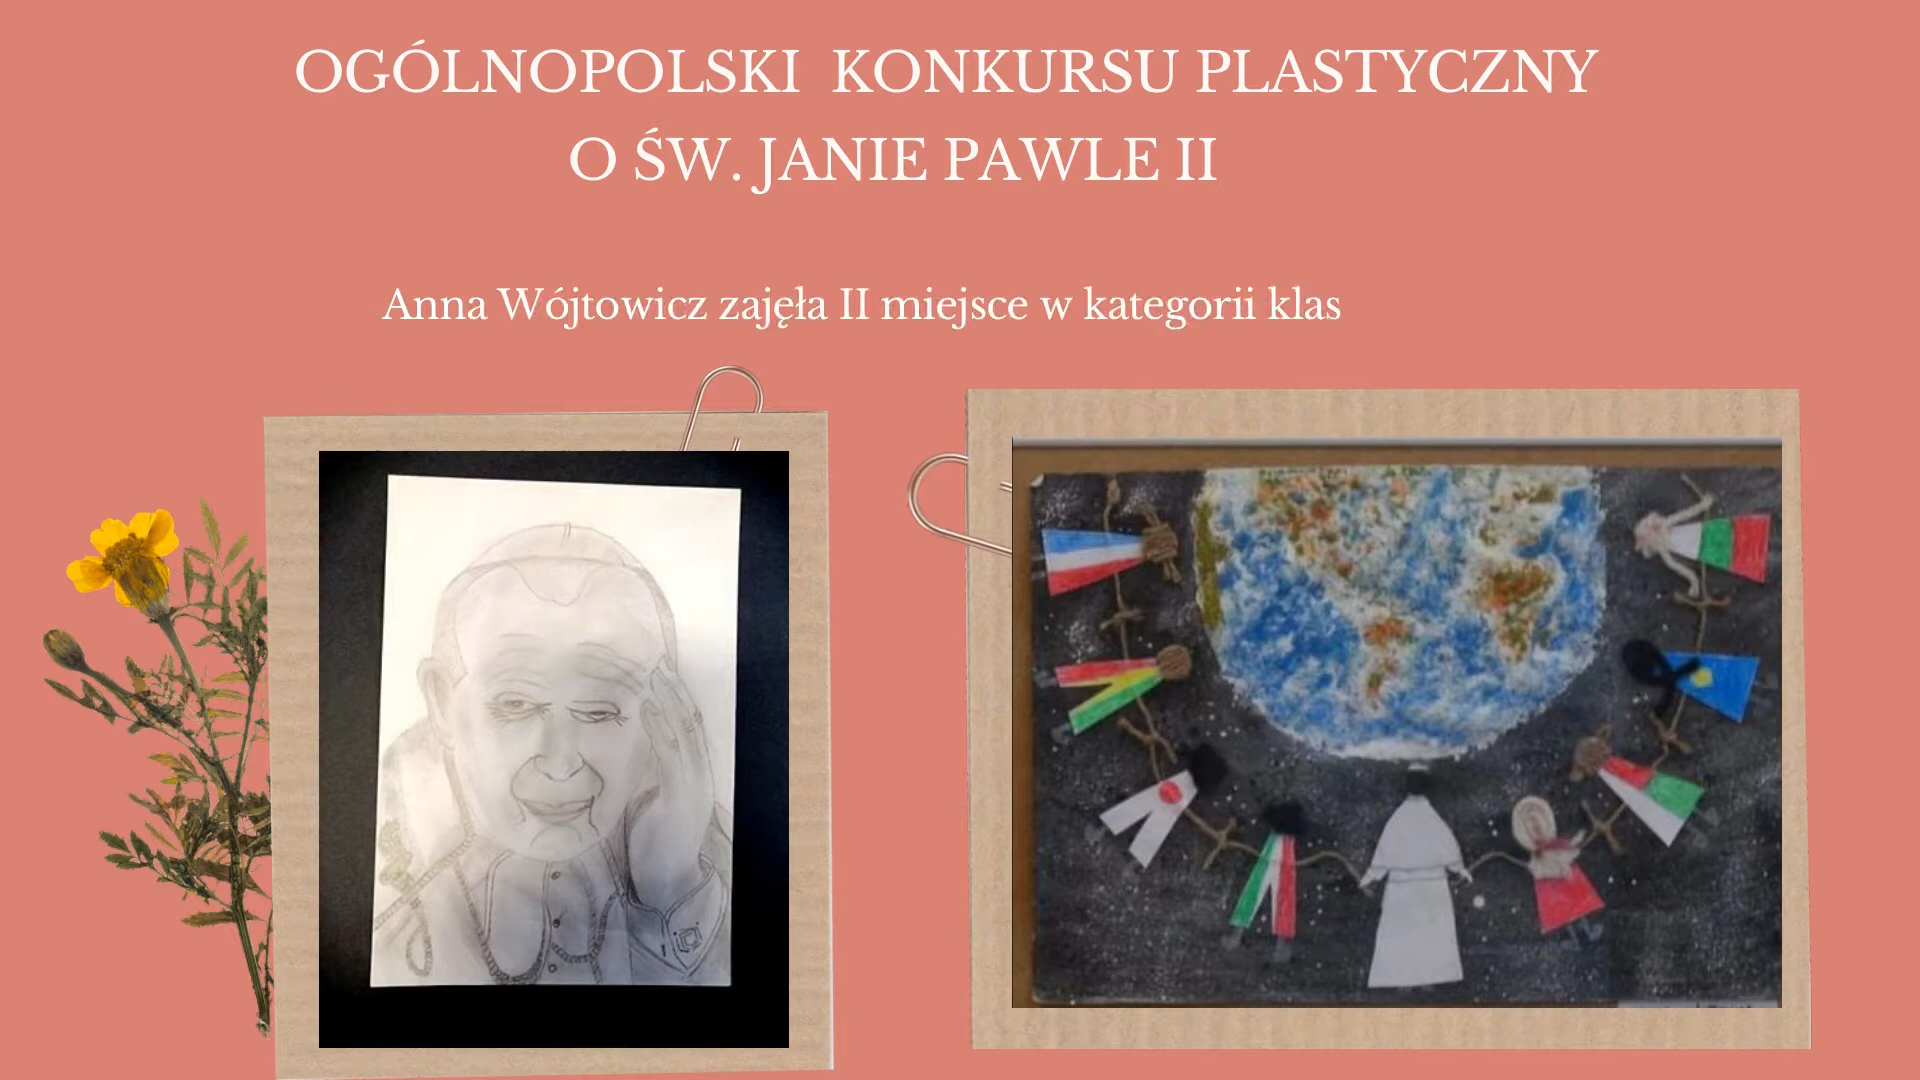 OGÓLNOPOLSKI KONKURSU PLASTYCZNY
O ŚW. JANIE PAWLE II
Anna Wójtowicz zajęła II miejsce w kategorii klas